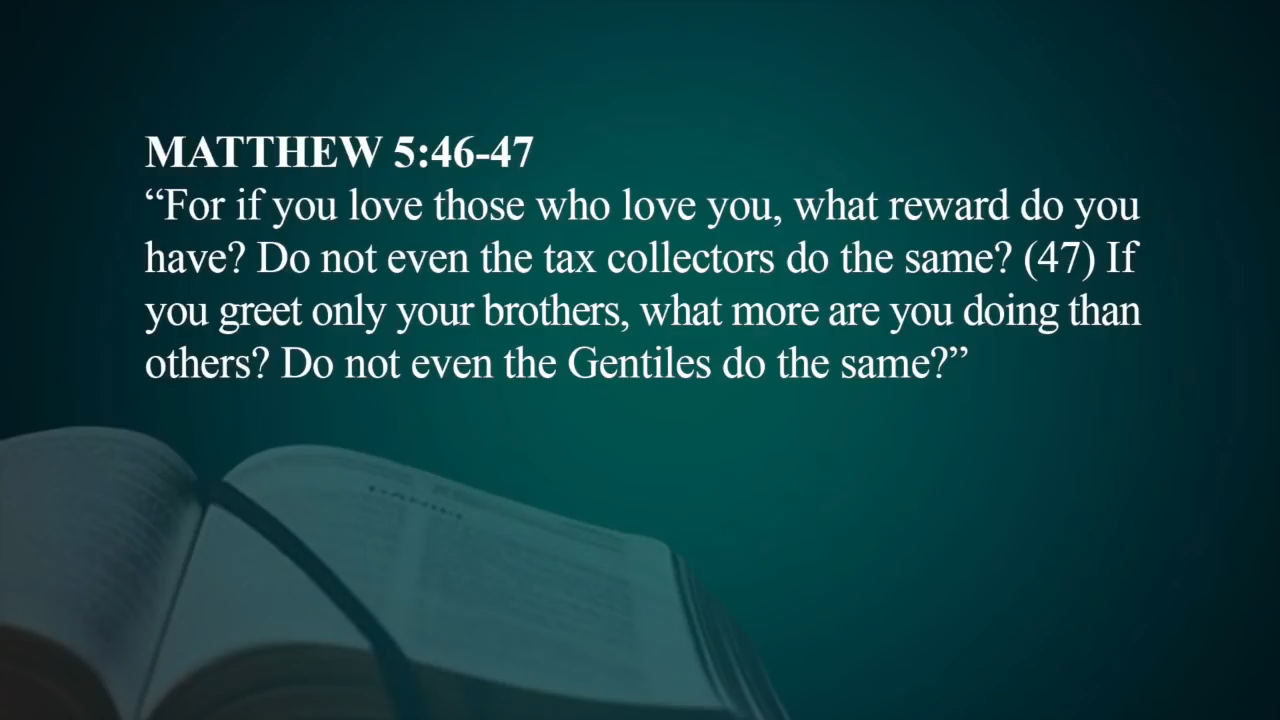 MATTHEW 5:46-47
“For if you love those who love you, what reward do you
have? Do not even the tax collectors do the same? (47) If
you greet only your brothers, what more are you doing than
others? Do not even the Gentiles do the same?”
DANIEL